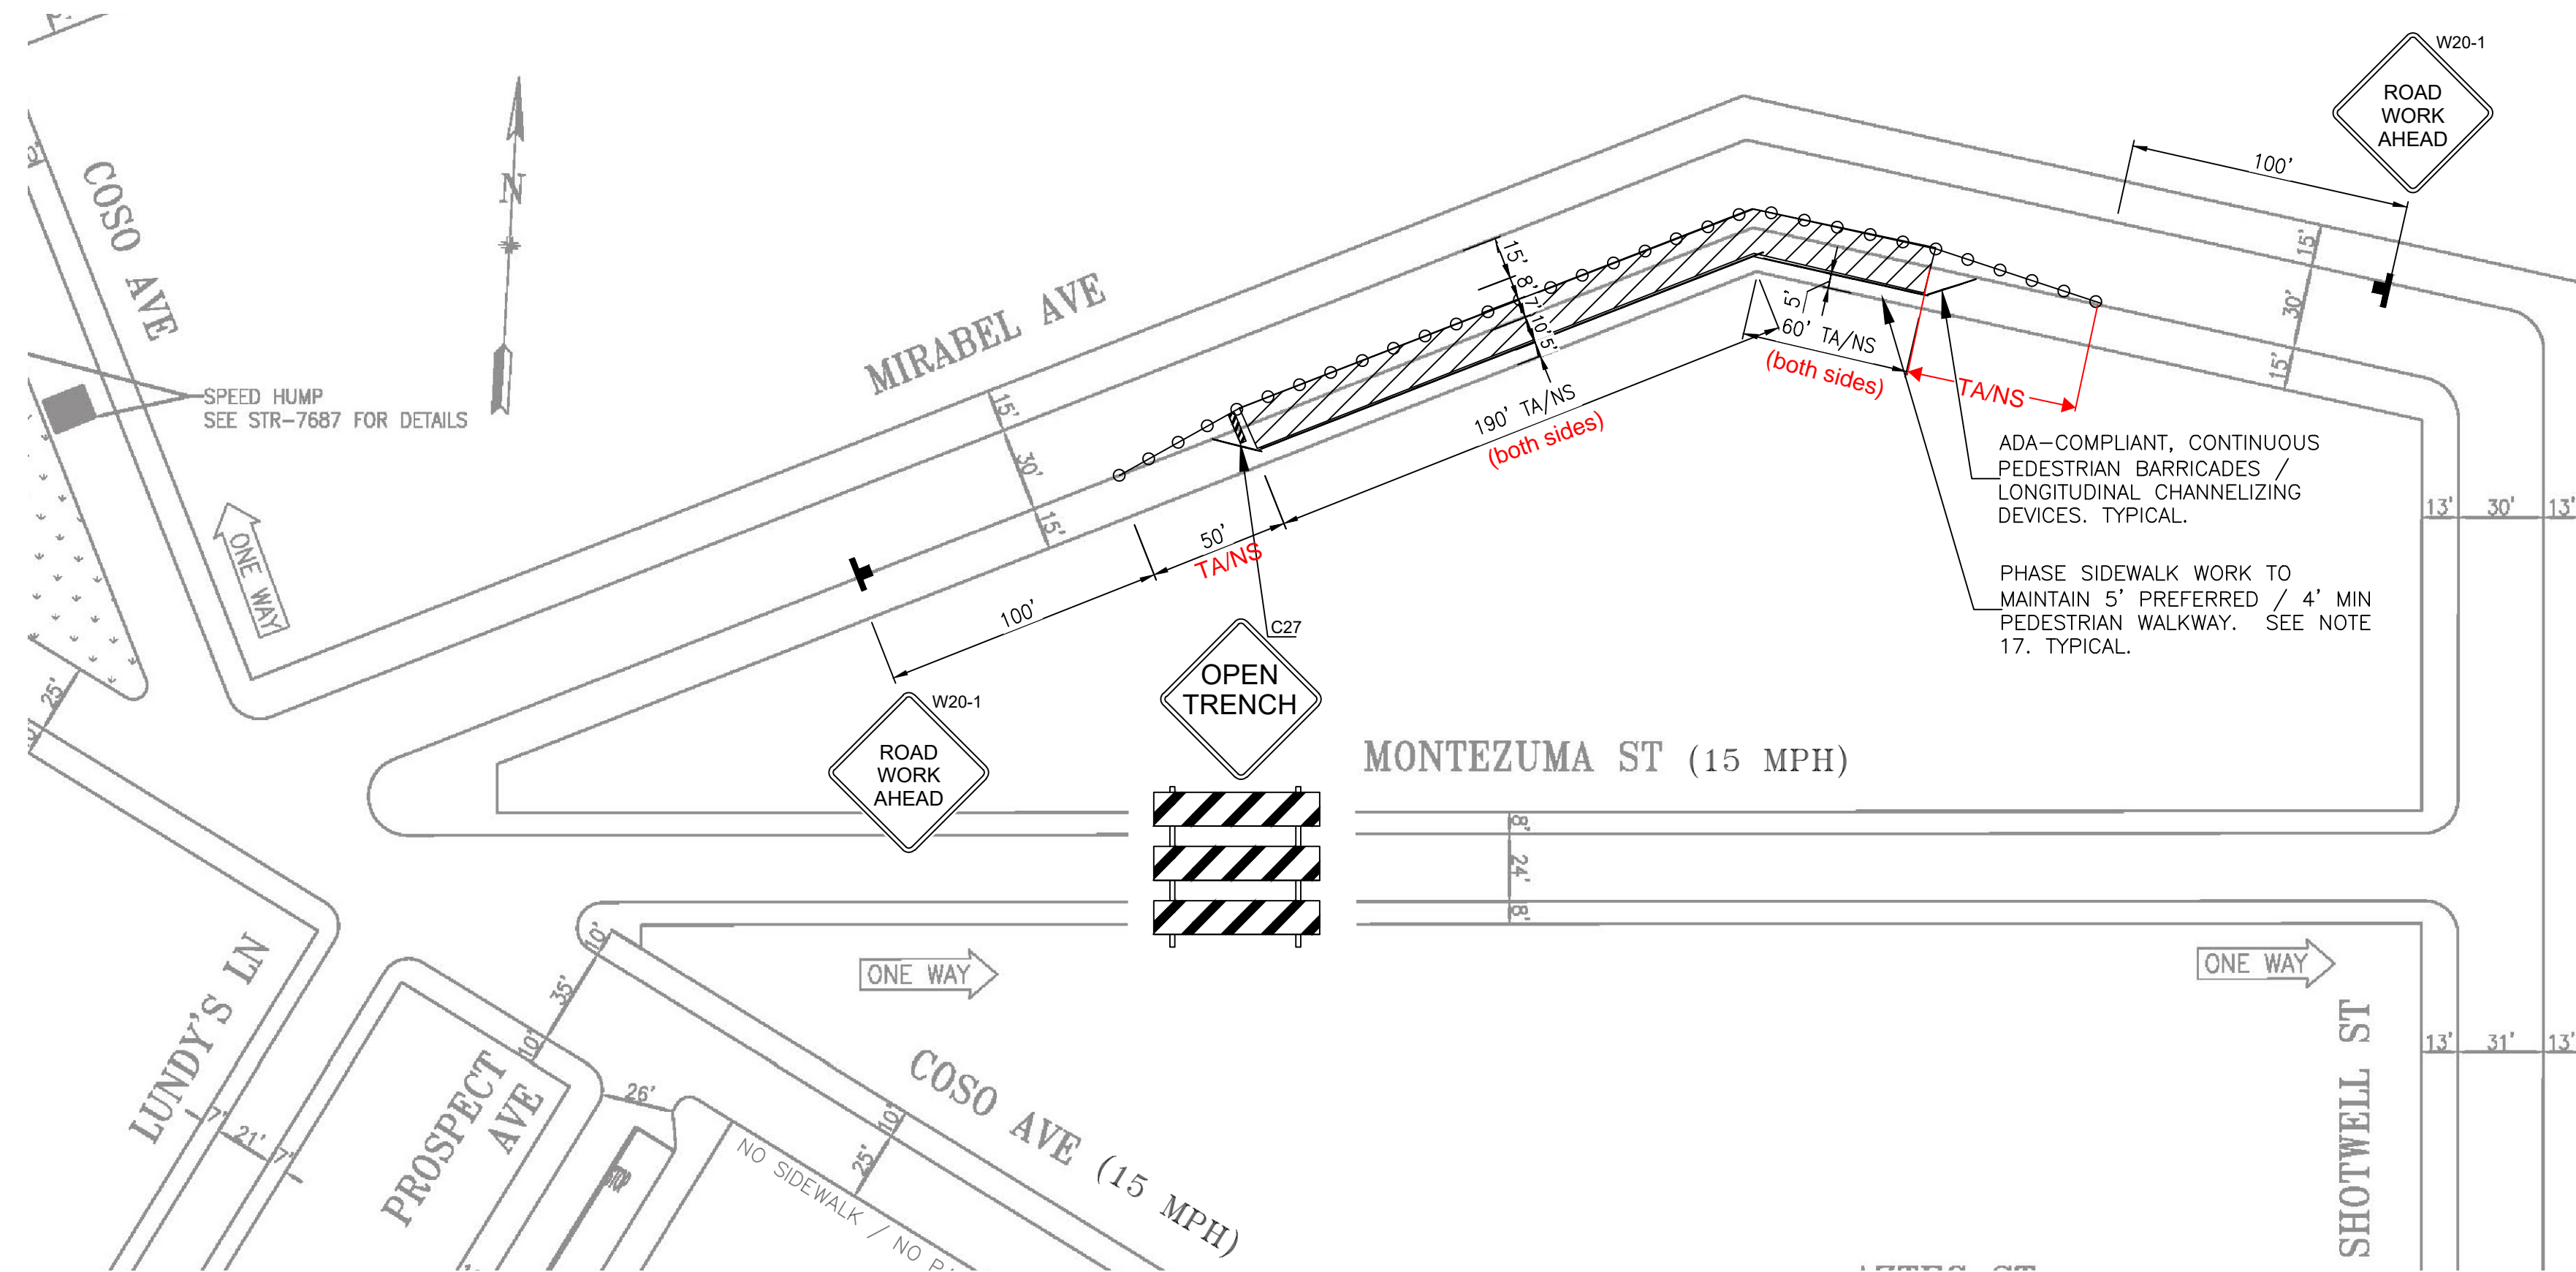 W20-1
ROAD
WORK
AHEAD
100'
COSO AVE
N
MIRABEL AVE
15'
8'
7'
10'
5'
15'
30'
15'
5'
60' TA/NS
(both sides)
TA/NS
190' TA/NS
(both sides)
SPEED HUMP
SEE STR-7687 FOR DETAILS
15'
30'
15'
50'
TA/NS
100'
ONE WAY
ADA-COMPLIANT, CONTINUOUS
PEDESTRIAN BARRICADES /
LONGITUDINAL CHANNELIZING
DEVICES. TYPICAL.
13' 30' 13'
PHASE SIDEWALK WORK TO
MAINTAIN 5' PREFERRED / 4' MIN
PEDESTRIAN WALKWAY. SEE NOTE
17. TYPICAL.
C27
OPEN
TRENCH
W20-1
ROAD
WORK
AHEAD
25'
MONTEZUMA ST (15 MPH)
8'
24'
8'
ONE WAY
ONE WAY
LUNDY'S LN
7'
21'
7'
PROSPECT
AVE
10'
35'
10'
26'
COSO AVE (15 MPH)
10'
25'
NO SIDEWALK / NO
SHOTWELL ST
13' 31' 13'